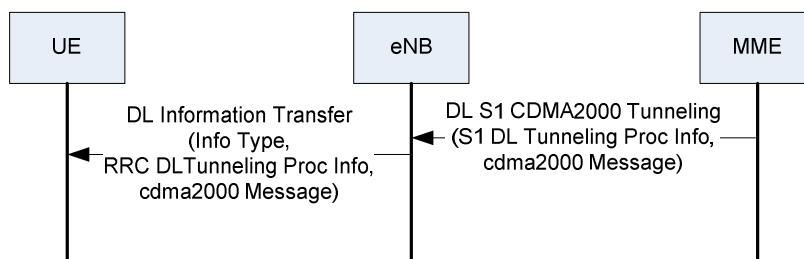 UE
eNB
MME
DL Information Transfer
(Info Type,
RRC DLTunneling Proc Info,
cdma2000 Message)
DL S1 CDMA2000 Tunneling
(S1 DL Tunneling Proc Info,
cdma2000 Message)